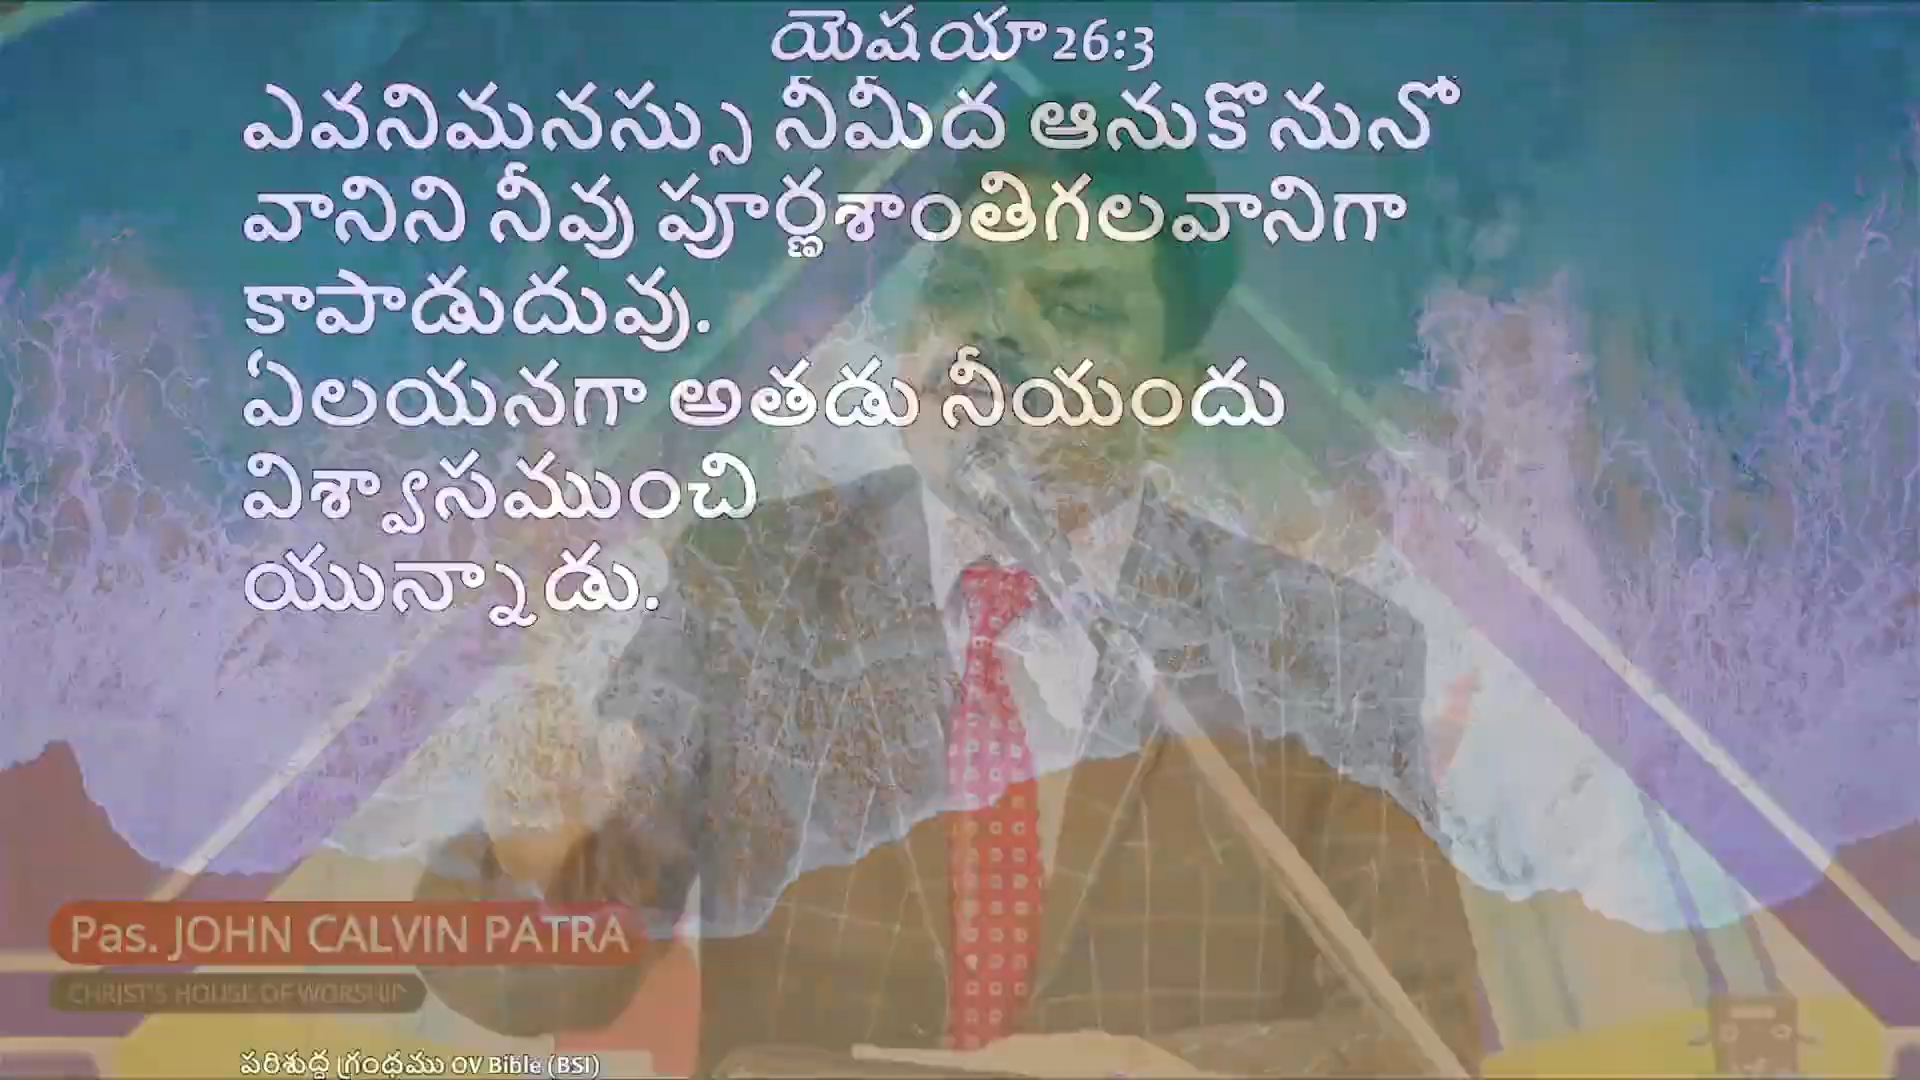 యెషయా 26:3
ఎవనిమనస్సు నీమీద ఆనుకొనునో
వానిని నీవు పూర్ణశాంతిగలవానిగా
కాపాడుదువు.
ఏలయనగా అతడు నీయందు
విశ్వాసముంచి
యున్నాడు.
Pas. JOHN CALVIN PATRA
CHRIST'S HOUSE OF WORSHIP
పరిశుద్ధ గ్రంథము OV Bible (BSI)